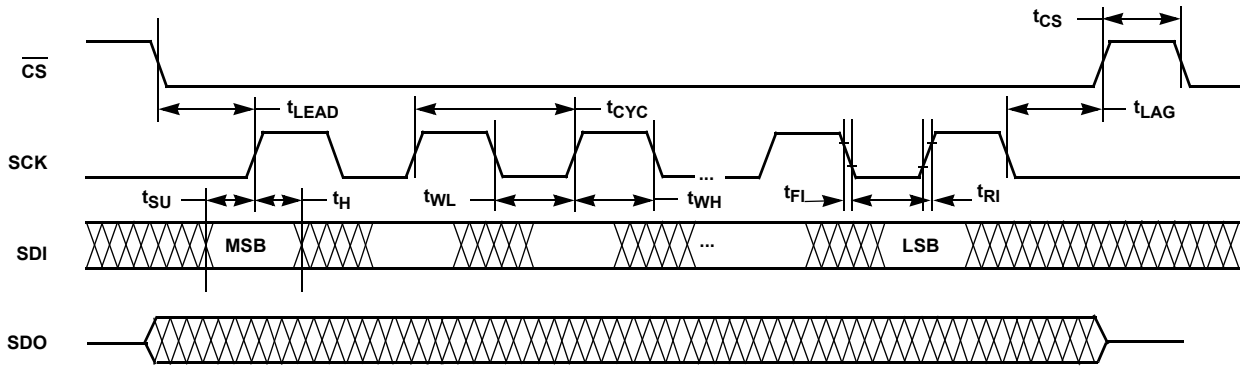 tCS
CS
tLEAD
tCYC
tLAG
SCK
...
tSU
tH
tWL
tWH
tFI
tRI
SDI
MSB
...
LSB
SDO